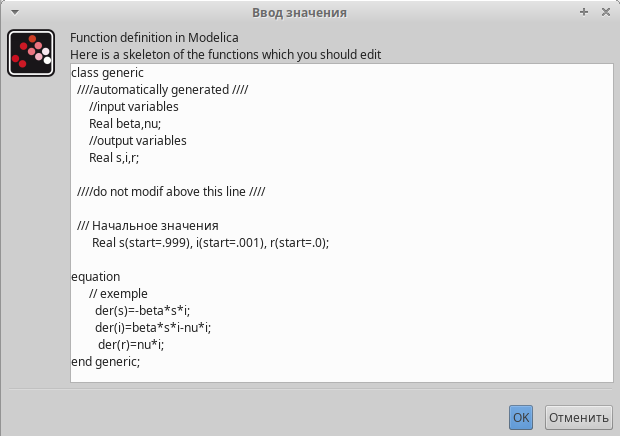 Ввод значения
Function definition in Modelica
Here is a skeleton of the functions which you should edit
class generic
////automatically generated ////
//input variables
Real beta,nu;
//output variables
Real s,i,r;
////do not modif above this line ////
/// Начальное значения
Real s(start=.999), i(start=.001), r(start=.0);
equation
// exemple
der(s)=-beta*s*i;
der(i)=beta*s*i-nu*i;
der(r)=nu*i;
end generic;
OK Отменить